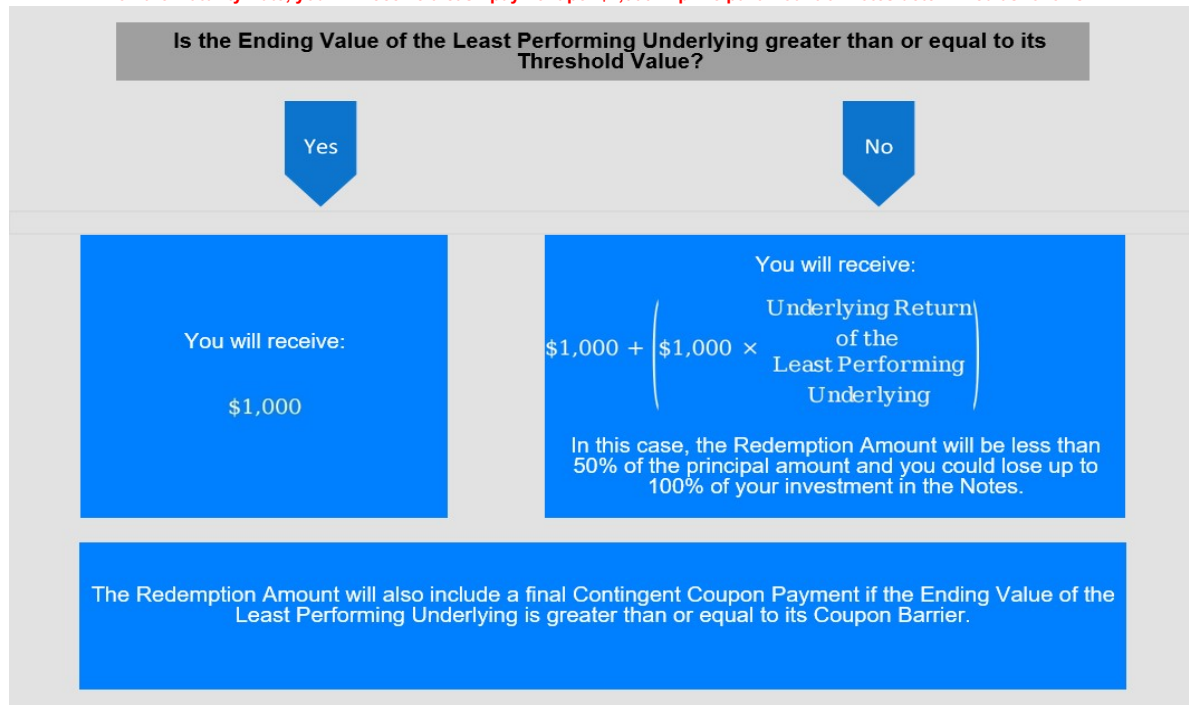 Is the Ending Value of the Least Performing Underlying greater than or equal to its
Threshold Value?
Yes
No
You will receive:
$1,000
You will receive:
$1,000 + ($1,000 × Underlying Return
of the
Least Performing
Underlying)
In this case, the Redemption Amount will be less than
50% of the principal amount and you could lose up to
100% of your investment in the Notes.
The Redemption Amount will also include a final Contingent Coupon Payment if the Ending Value of the
Least Performing Underlying is greater than or equal to its Coupon Barrier.